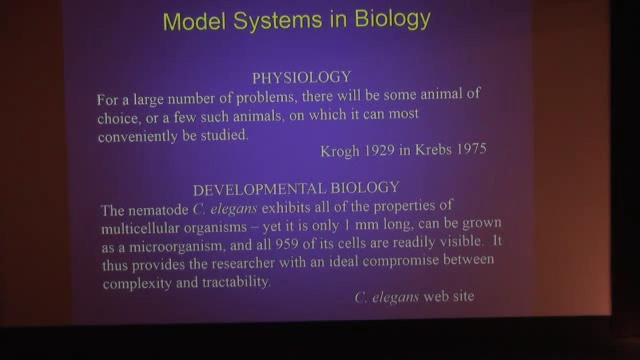 Model Systems in Biology
PHYSIOLOGY
For a large number of problems, there will be some animal of
choice, or a few such animals, on which it can most
conveniently be studied.
Krogh 1929 in Krebs 1975
DEVELOPMENTAL BIOLOGY
The nematode C. elegans exhibits all of the properties of
multicellular organisms – yet it is only 1 mm long, can be grown
as a microorganism, and all 959 of its cells are readily visible. It
thus provides the researcher with an ideal compromise between
complexity and tractability.
C. elegans web site